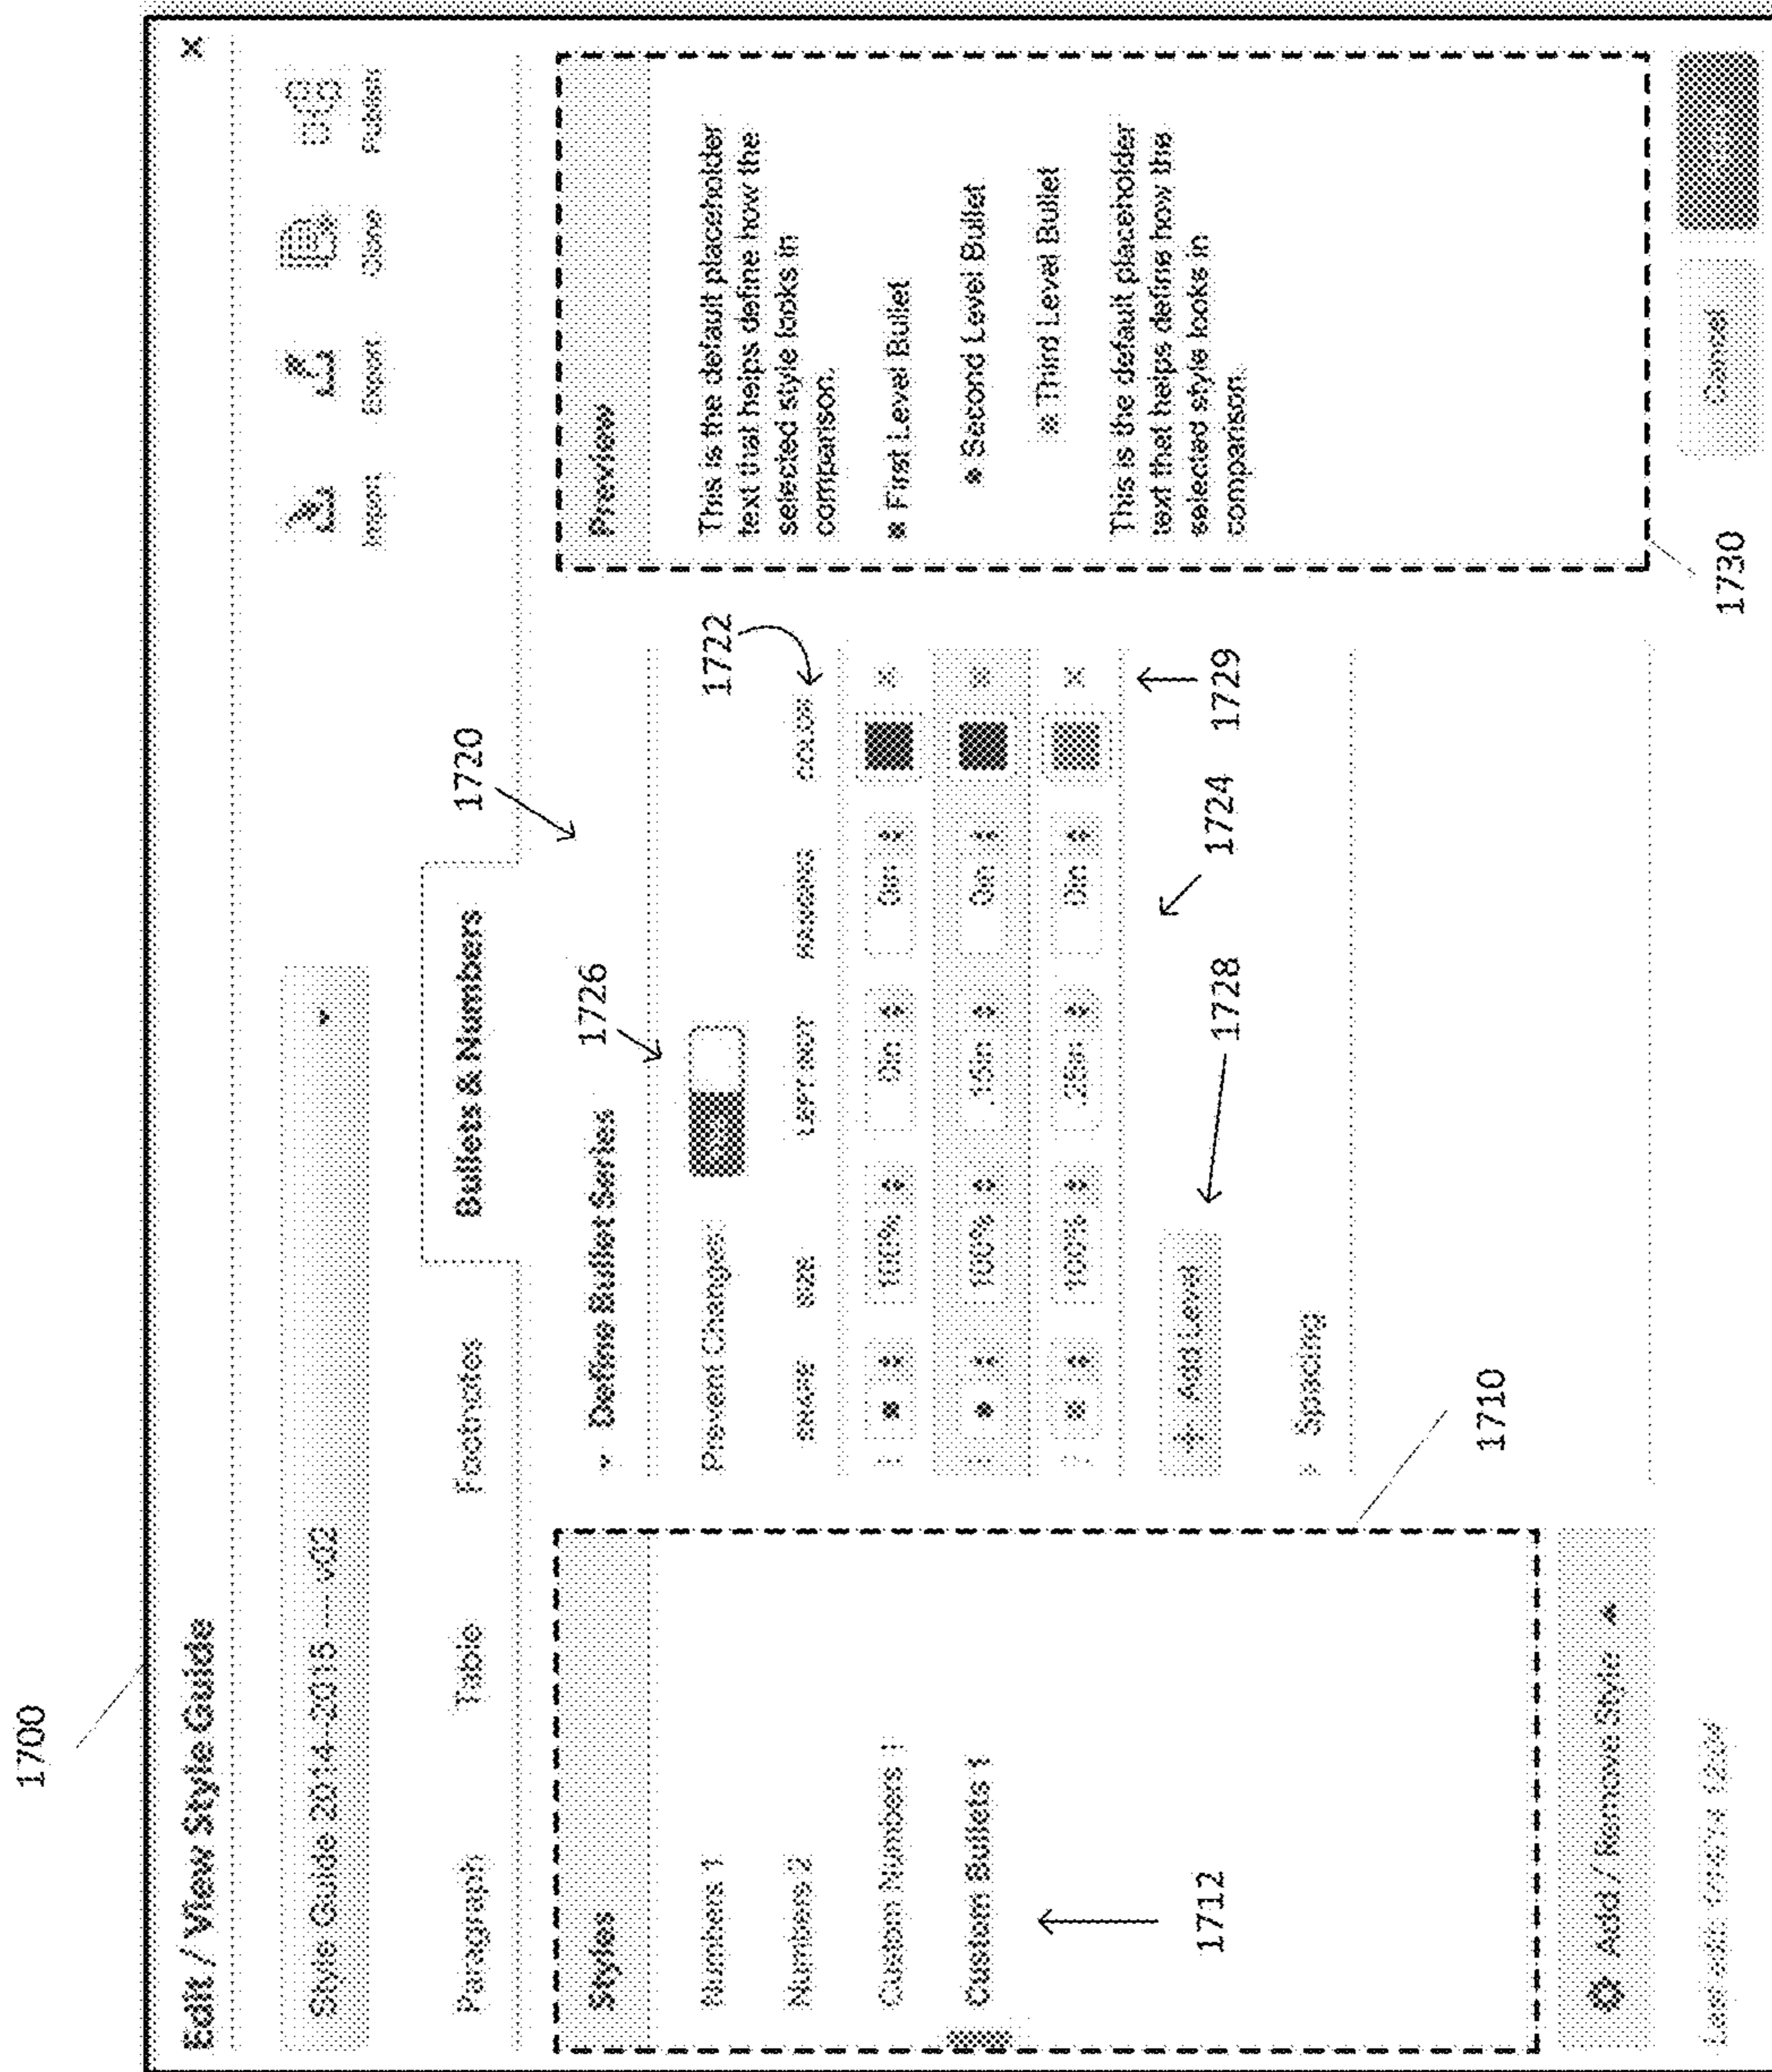 1700
Edit / View Style Guide ×
Style Guide 2014-2015 — v02
Import Export Clone Publish
Paragraph Table Footnotes Bullets & Numbers
1720
Styles
Numbers 1
Numbers 2
Custom Numbers 1
Custom Bullets 1
1712
1710
Add / Remove Style
Define Bullet Series
1726
Prevent Changes:
1722
SHAPE SIZE LEFT INDT HANGING COLOR
100% 0in 0in ×
100% .15in 0in ×
100% .25in 0in ×
+ Add Level
1728 1724 1729
Spacing
Preview
This is the default placeholder
text that helps define how the
selected style looks in
comparison.
First Level Bullet
Second Level Bullet
Third Level Bullet
This is the default placeholder
text that helps define how the
selected style looks in
comparison.
1730
Last edit:
Cancel